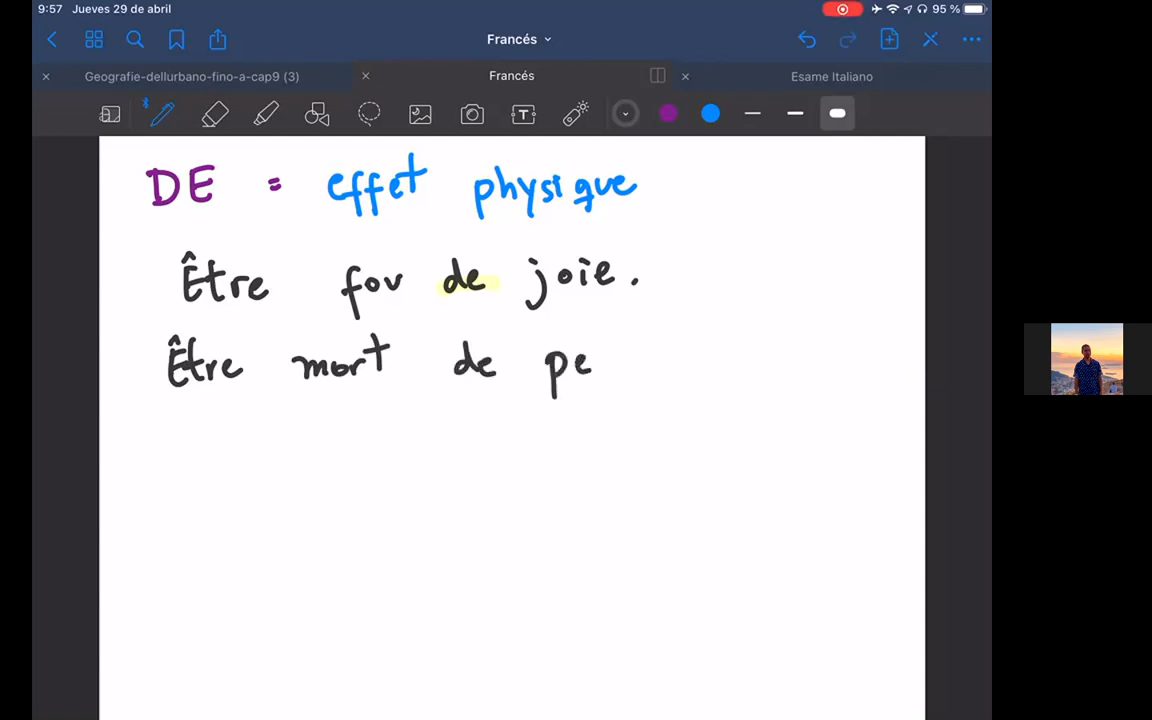 9:57 Jueves 29 de abril 95 %
Francés
Geografie-dellurbano-fino-a-cap9 (3) Francés Esame Italiano
DE = effet physique
Être fou de joie.
Être mort de pe